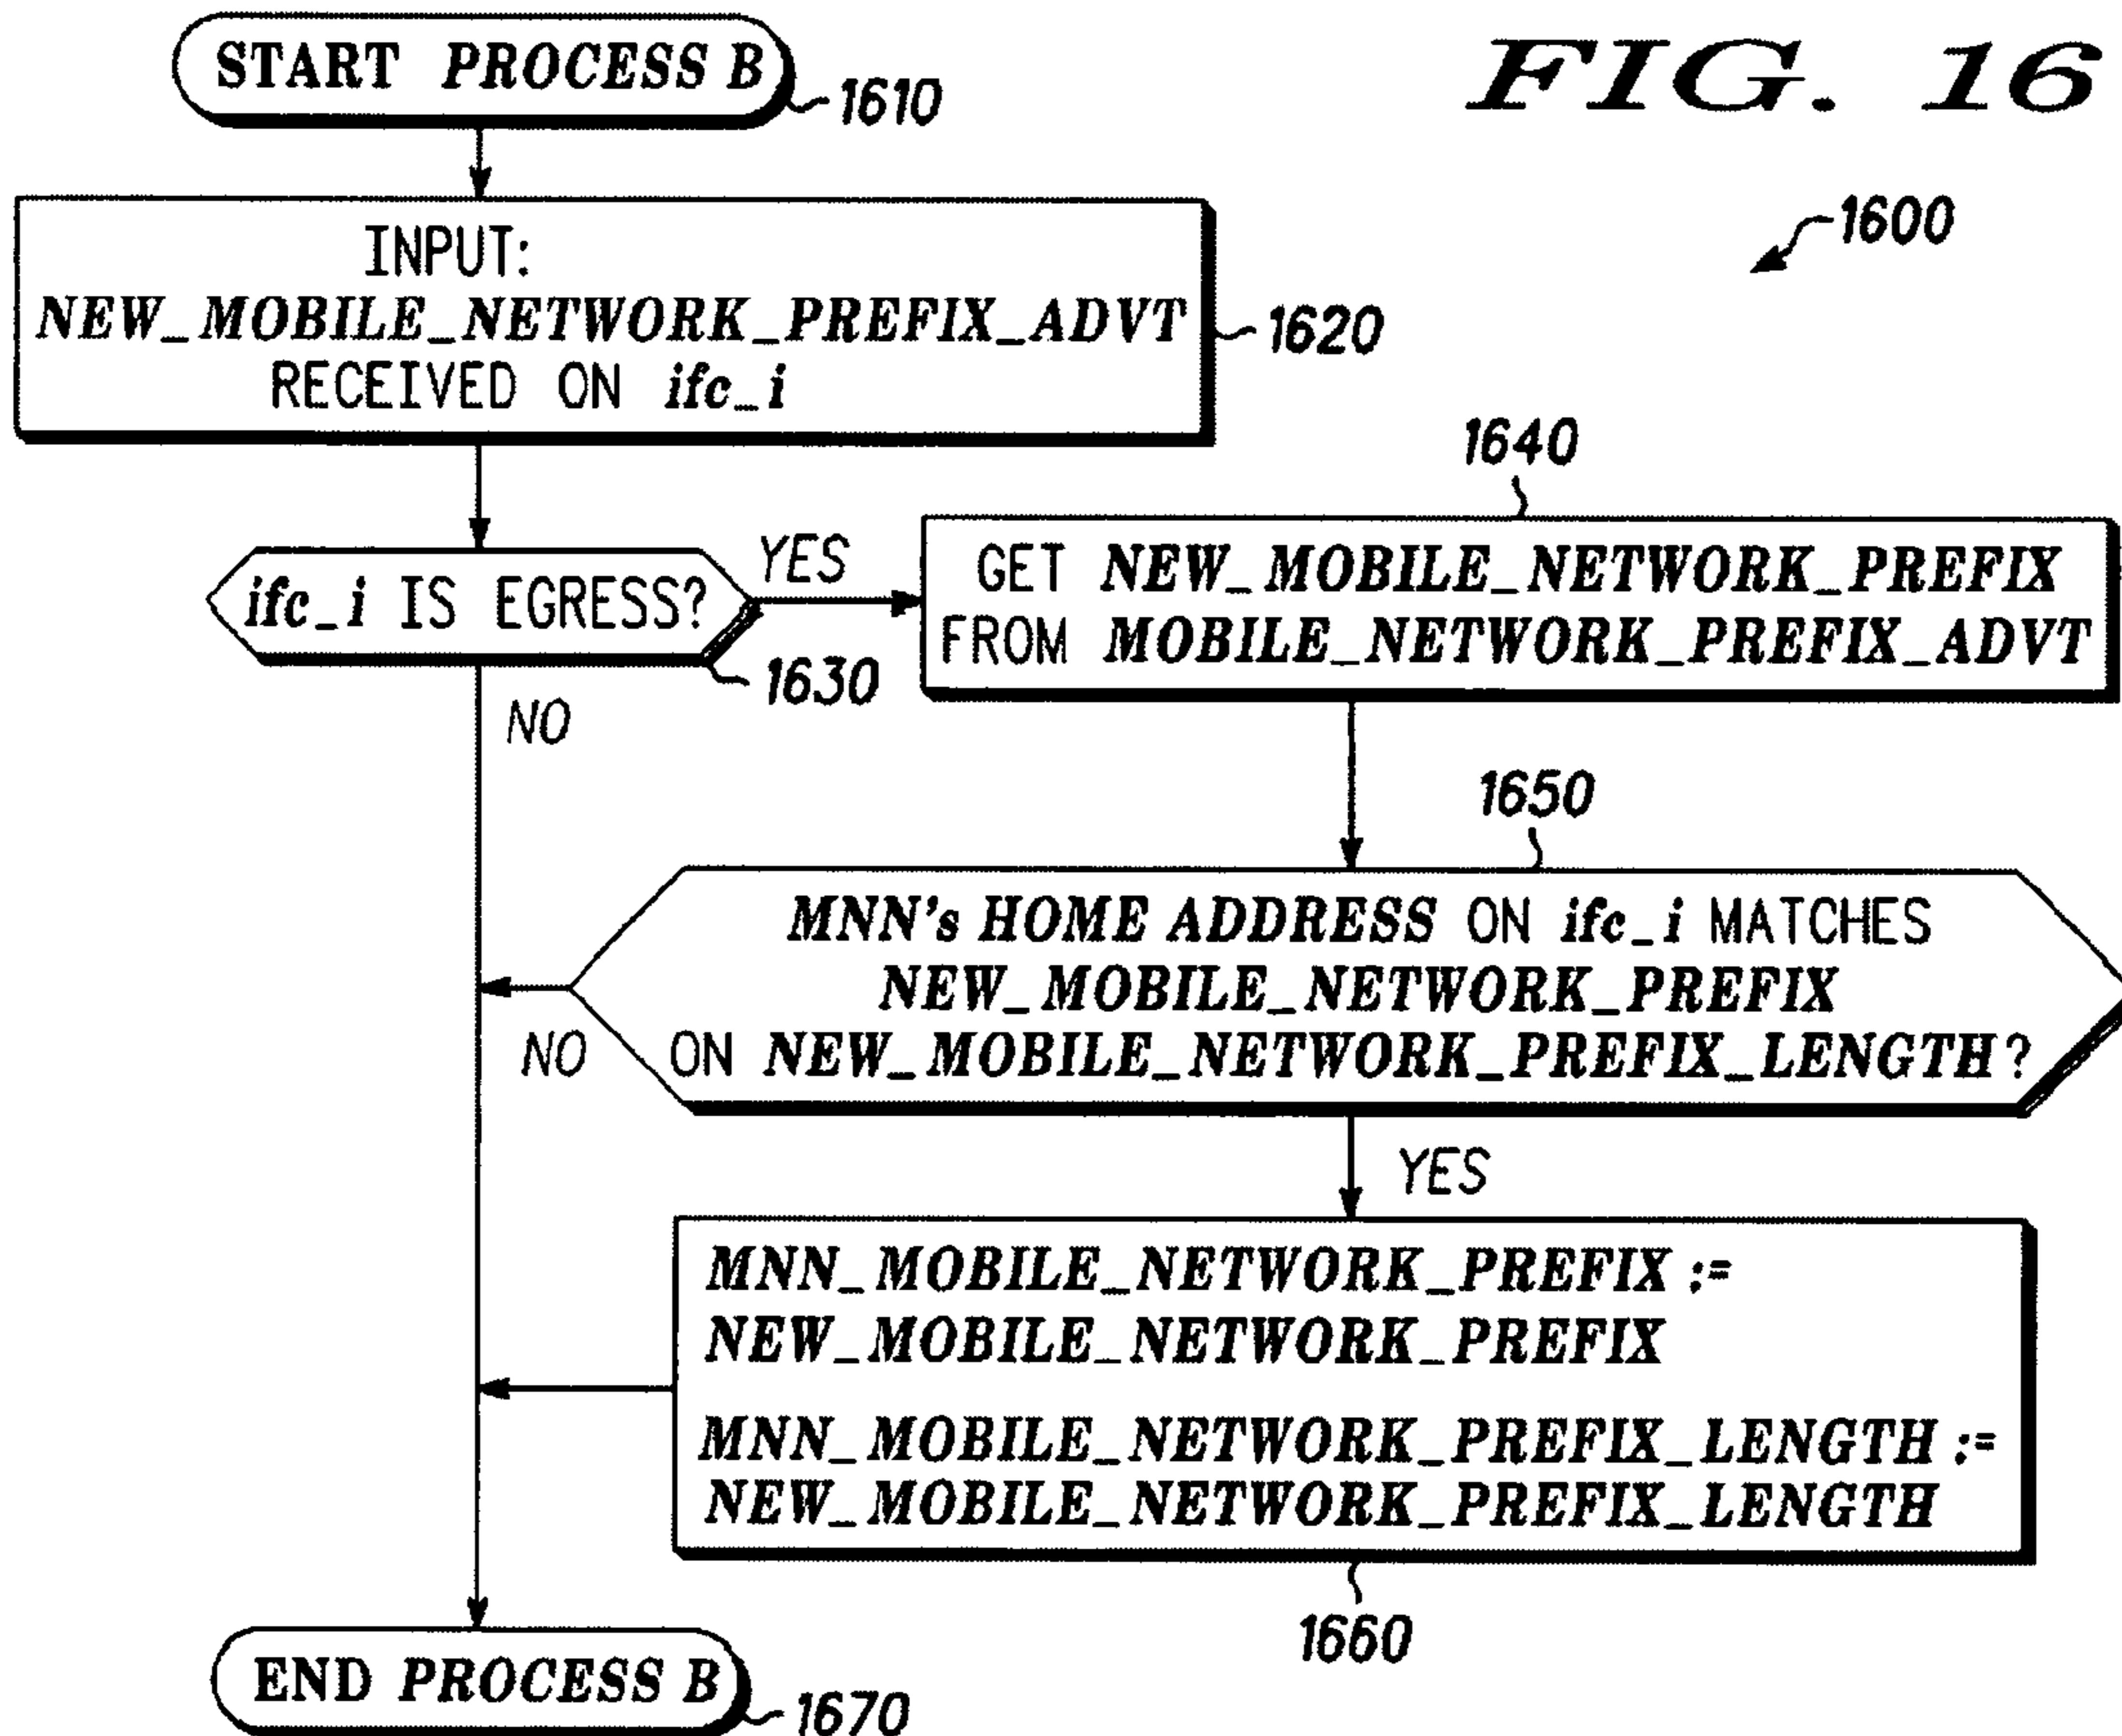 FIG. 16
START PROCESS B
1610
1600
INPUT:
NEW_MOBILE_NETWORK_PREFIX_ADVT
RECEIVED ON ifc_i
1620
ifc_i IS EGRESS?
1630
YES
NO
1640
GET NEW_MOBILE_NETWORK_PREFIX
FROM MOBILE_NETWORK_PREFIX_ADVT
1650
MNN's HOME ADDRESS ON ifc_i MATCHES
NEW_MOBILE_NETWORK_PREFIX
ON NEW_MOBILE_NETWORK_PREFIX_LENGTH?
NO
YES
MNN_MOBILE_NETWORK_PREFIX :=
NEW_MOBILE_NETWORK_PREFIX
MNN_MOBILE_NETWORK_PREFIX_LENGTH :=
NEW_MOBILE_NETWORK_PREFIX_LENGTH
1660
END PROCESS B
1670